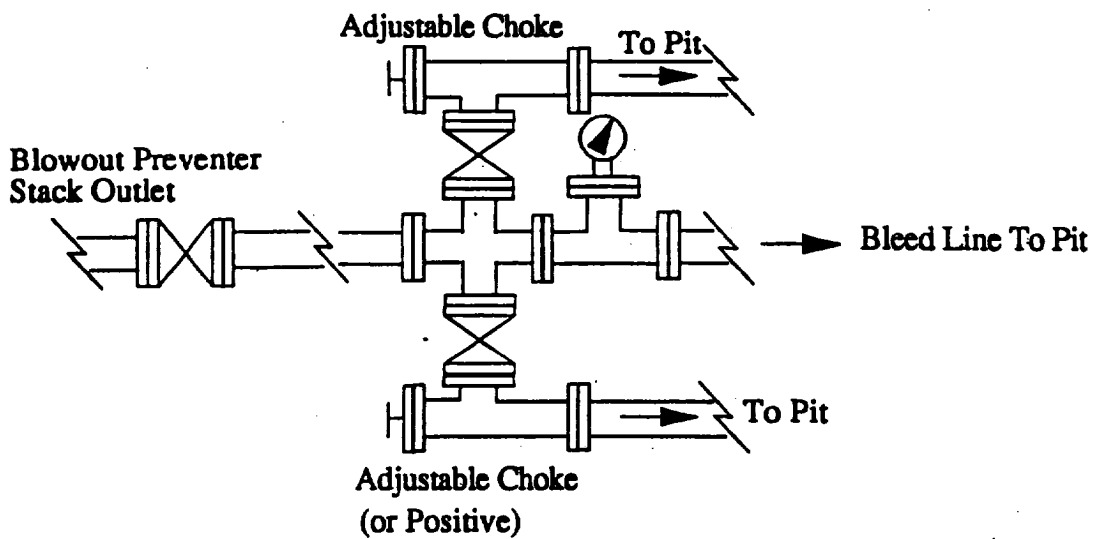 Adjustable Choke
To Pit
Blowout Preventer
Stack Outlet
Bleed Line To Pit
To Pit
Adjustable Choke
(or Positive)